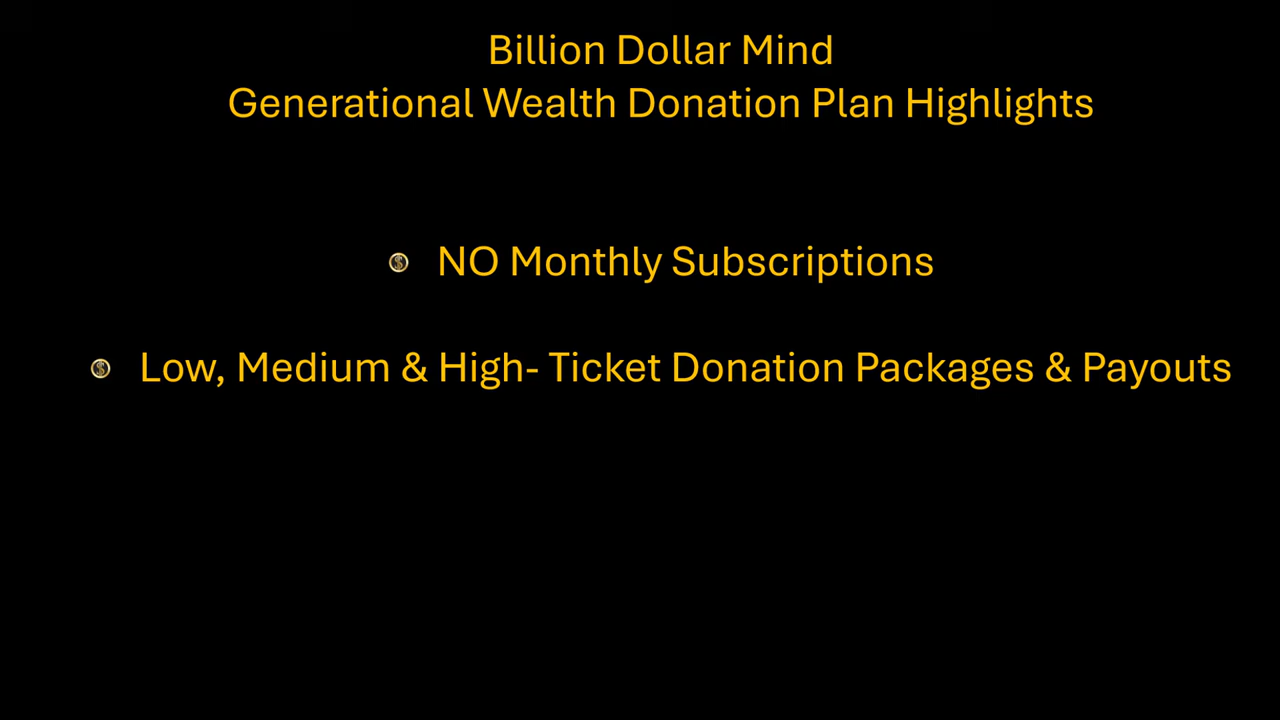 Billion Dollar Mind
Generational Wealth Donation Plan Highlights
NO Monthly Subscriptions
Low, Medium & High- Ticket Donation Packages & Payouts